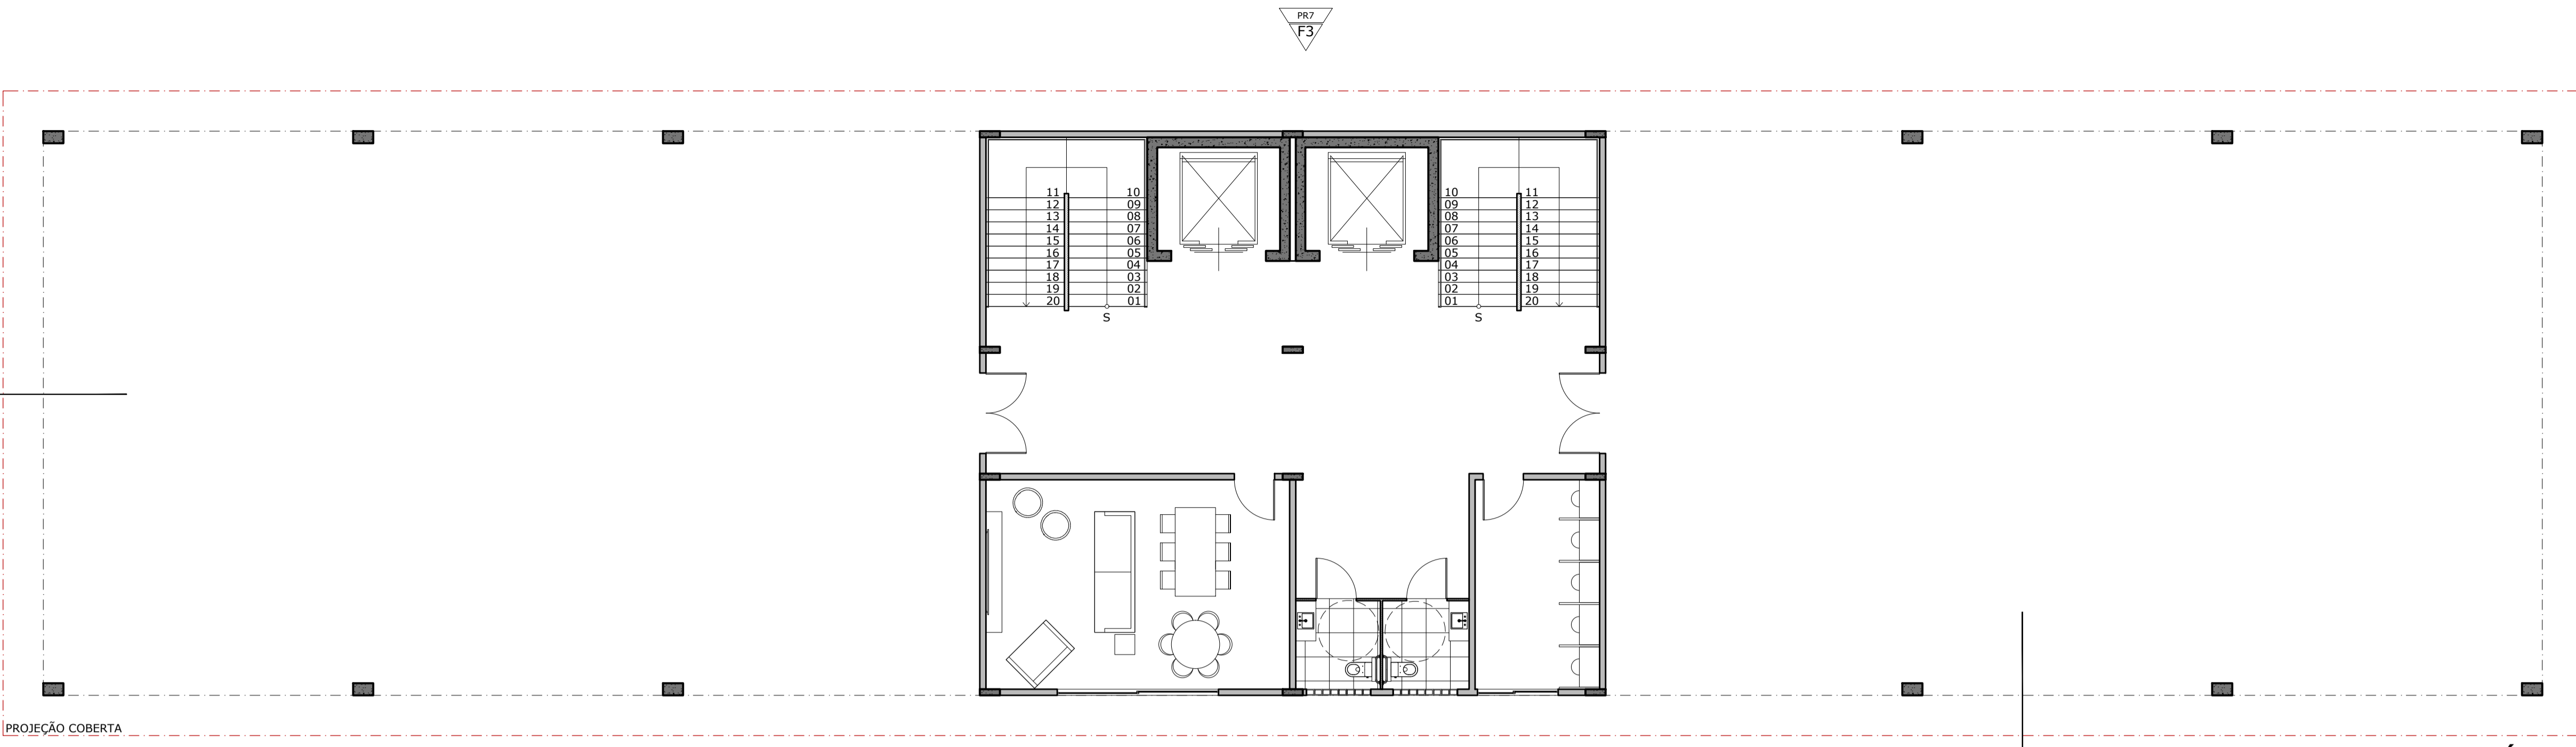 PR7
F3
11 10 10 11
12 09 09 12
13 08 08 13
14 07 07 14
15 06 06 15
16 05 05 16
17 04 04 17
18 03 03 18
19 02 02 19
20 01 01 20
S S
PROJEÇÃO COBERTA